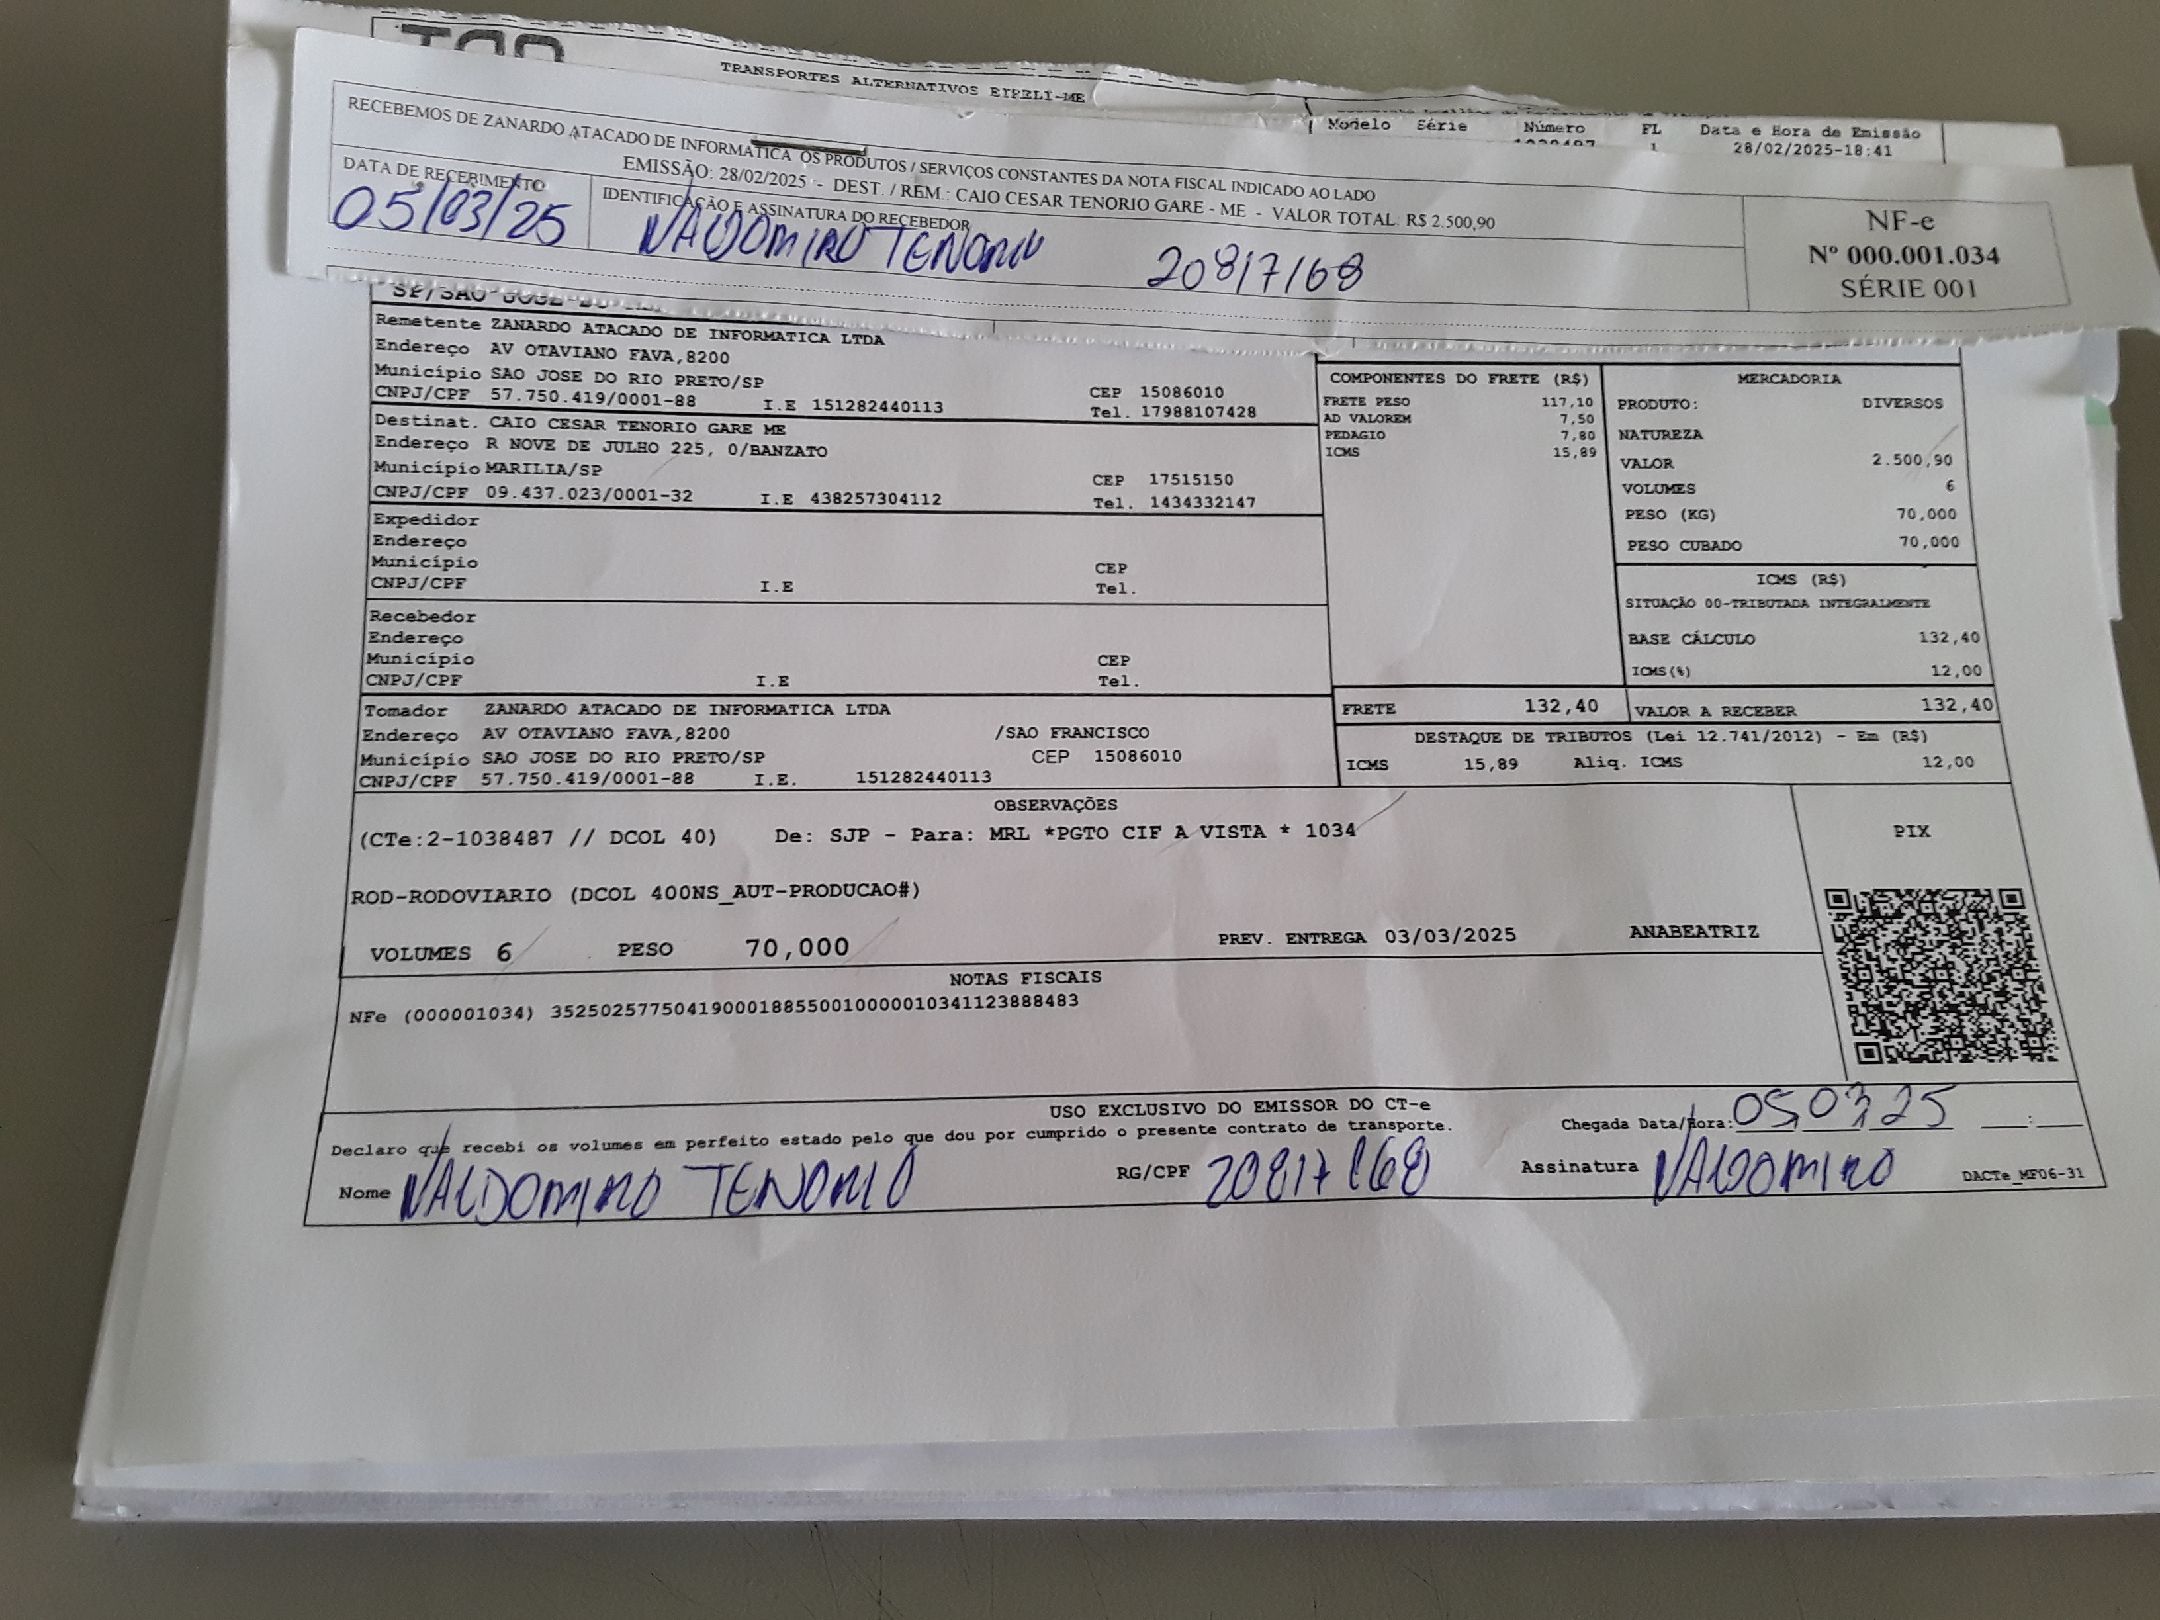 TRANSPORTES ALTERNATIVOS EIRELI-ME
Modelo Série Número FL Data e Hora de Emissão
1038487 1 28/02/2025-18:41
RECEBEMOS DE ZANARDO ATACADO DE INFORMATICA OS PRODUTOS / SERVIÇOS CONSTANTES DA NOTA FISCAL INDICADO AO LADO
EMISSÃO: 28/02/2025 - DEST. / REM.: CAIO CESAR TENORIO GARE - ME - VALOR TOTAL: R$ 2.500,90
DATA DE RECEBIMENTO
05/03/25
IDENTIFICAÇÃO E ASSINATURA DO RECEBEDOR
VALDOMIRO TENORIO
NF-e
Nº 000.001.034
SÉRIE 001
Remetente ZANARDO ATACADO DE INFORMATICA LTDA
Endereço AV OTAVIANO FAVA,8200
Município SAO JOSE DO RIO PRETO/SP CEP 15086010
CNPJ/CPF 57.750.419/0001-88 I.E 151282440113 Tel. 17988107428
Destinat. CAIO CESAR TENORIO GARE ME
Endereço R NOVE DE JULHO 225, 0/BANZATO
Município MARILIA/SP CEP 17515150
CNPJ/CPF 09.437.023/0001-32 I.E 438257304112 Tel. 1434332147
Expedidor
Endereço
Município CEP
CNPJ/CPF I.E Tel.
Recebedor
Endereço
Município CEP
CNPJ/CPF I.E Tel.
Tomador ZANARDO ATACADO DE INFORMATICA LTDA
Endereço AV OTAVIANO FAVA,8200 /SAO FRANCISCO
Município SAO JOSE DO RIO PRETO/SP CEP 15086010
CNPJ/CPF 57.750.419/0001-88 I.E. 151282440113
COMPONENTES DO FRETE (R$)
FRETE PESO 117,10
AD VALOREM 7,50
PEDAGIO 7,80
ICMS 15,89
MERCADORIA
PRODUTO: DIVERSOS
NATUREZA
VALOR 2.500,90
VOLUMES 6
PESO (KG) 70,000
PESO CUBADO 70,000
ICMS (R$)
SITUAÇÃO 00-TRIBUTADA INTEGRALMENTE
BASE CÁLCULO 132,40
ICMS(%) 12,00
FRETE 132,40 VALOR A RECEBER 132,40
DESTAQUE DE TRIBUTOS (Lei 12.741/2012) - Em (R$)
ICMS 15,89 Aliq. ICMS 12,00
OBSERVAÇÕES
(CTe:2-1038487 // DCOL 40) De: SJP - Para: MRL *PGTO CIF A VISTA * 1034
ROD-RODOVIARIO (DCOL 400NS_AUT-PRODUCAO#)
VOLUMES 6 PESO 70,000 PREV. ENTREGA 03/03/2025 ANABEATRIZ
PIX
NOTAS FISCAIS
NFe (000001034) 35250257750419000188550010000010341123888483
USO EXCLUSIVO DO EMISSOR DO CT-e
Declaro que recebi os volumes em perfeito estado pelo que dou por cumprido o presente contrato de transporte.
Chegada Data/Hora: 05 03 25 __:__
Nome VALDOMIRO TENORIO RG/CPF 20817168 Assinatura VALDOMIRO
DACTe_MF06-31